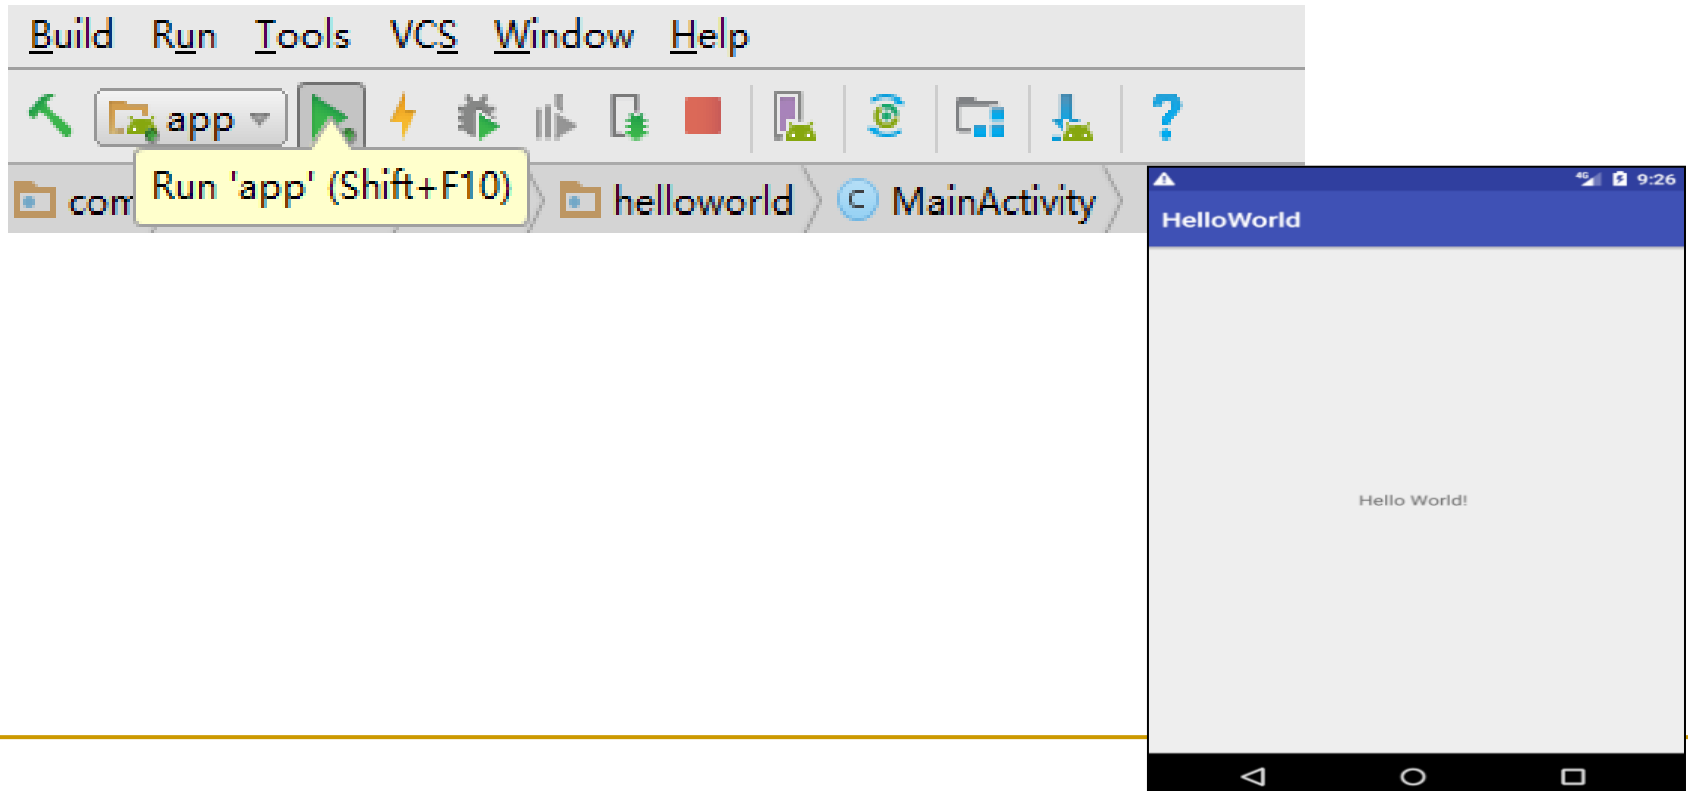 Build Run Tools VCS Window Help
app
?
Run 'app' (Shift+F10)
com
helloworld
C MainActivity
4G 9:26
HelloWorld
Hello World!